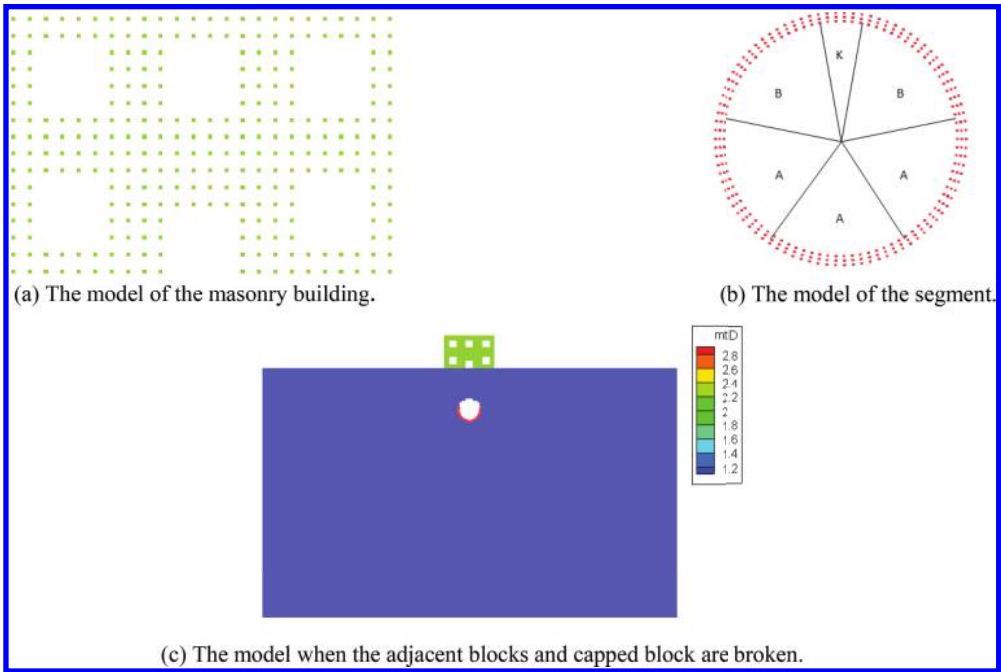 K
B
B
A
A
A
(a) The model of the masonry building.
(b) The model of the segment.
mtD
2.8
2.6
2.4
2.2
2
1.8
1.6
1.4
1.2
(c) The model when the adjacent blocks and capped block are broken.